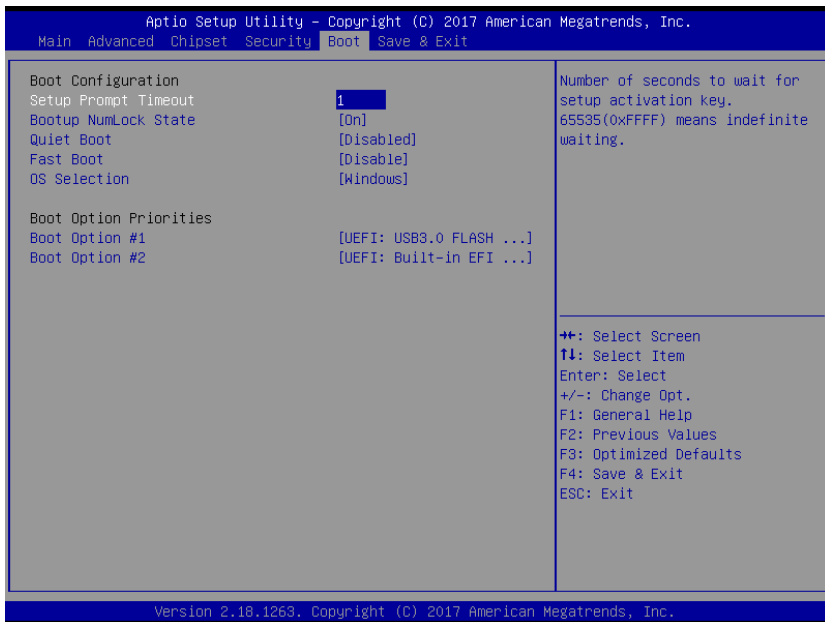 Aptio Setup Utility – Copyright (C) 2017 American Megatrends, Inc.
Main Advanced Chipset Security Boot Save & Exit
Boot Configuration
Setup Prompt Timeout 1
Bootup NumLock State [On]
Quiet Boot [Disabled]
Fast Boot [Disable]
OS Selection [Windows]
Boot Option Priorities
Boot Option #1 [UEFI: USB3.0 FLASH ...]
Boot Option #2 [UEFI: Built-in EFI ...]
Number of seconds to wait for
setup activation key.
65535(0xFFFF) means indefinite
waiting.
→←: Select Screen
↑↓: Select Item
Enter: Select
+/-: Change Opt.
F1: General Help
F2: Previous Values
F3: Optimized Defaults
F4: Save & Exit
ESC: Exit
Version 2.18.1263. Copyright (C) 2017 American Megatrends, Inc.